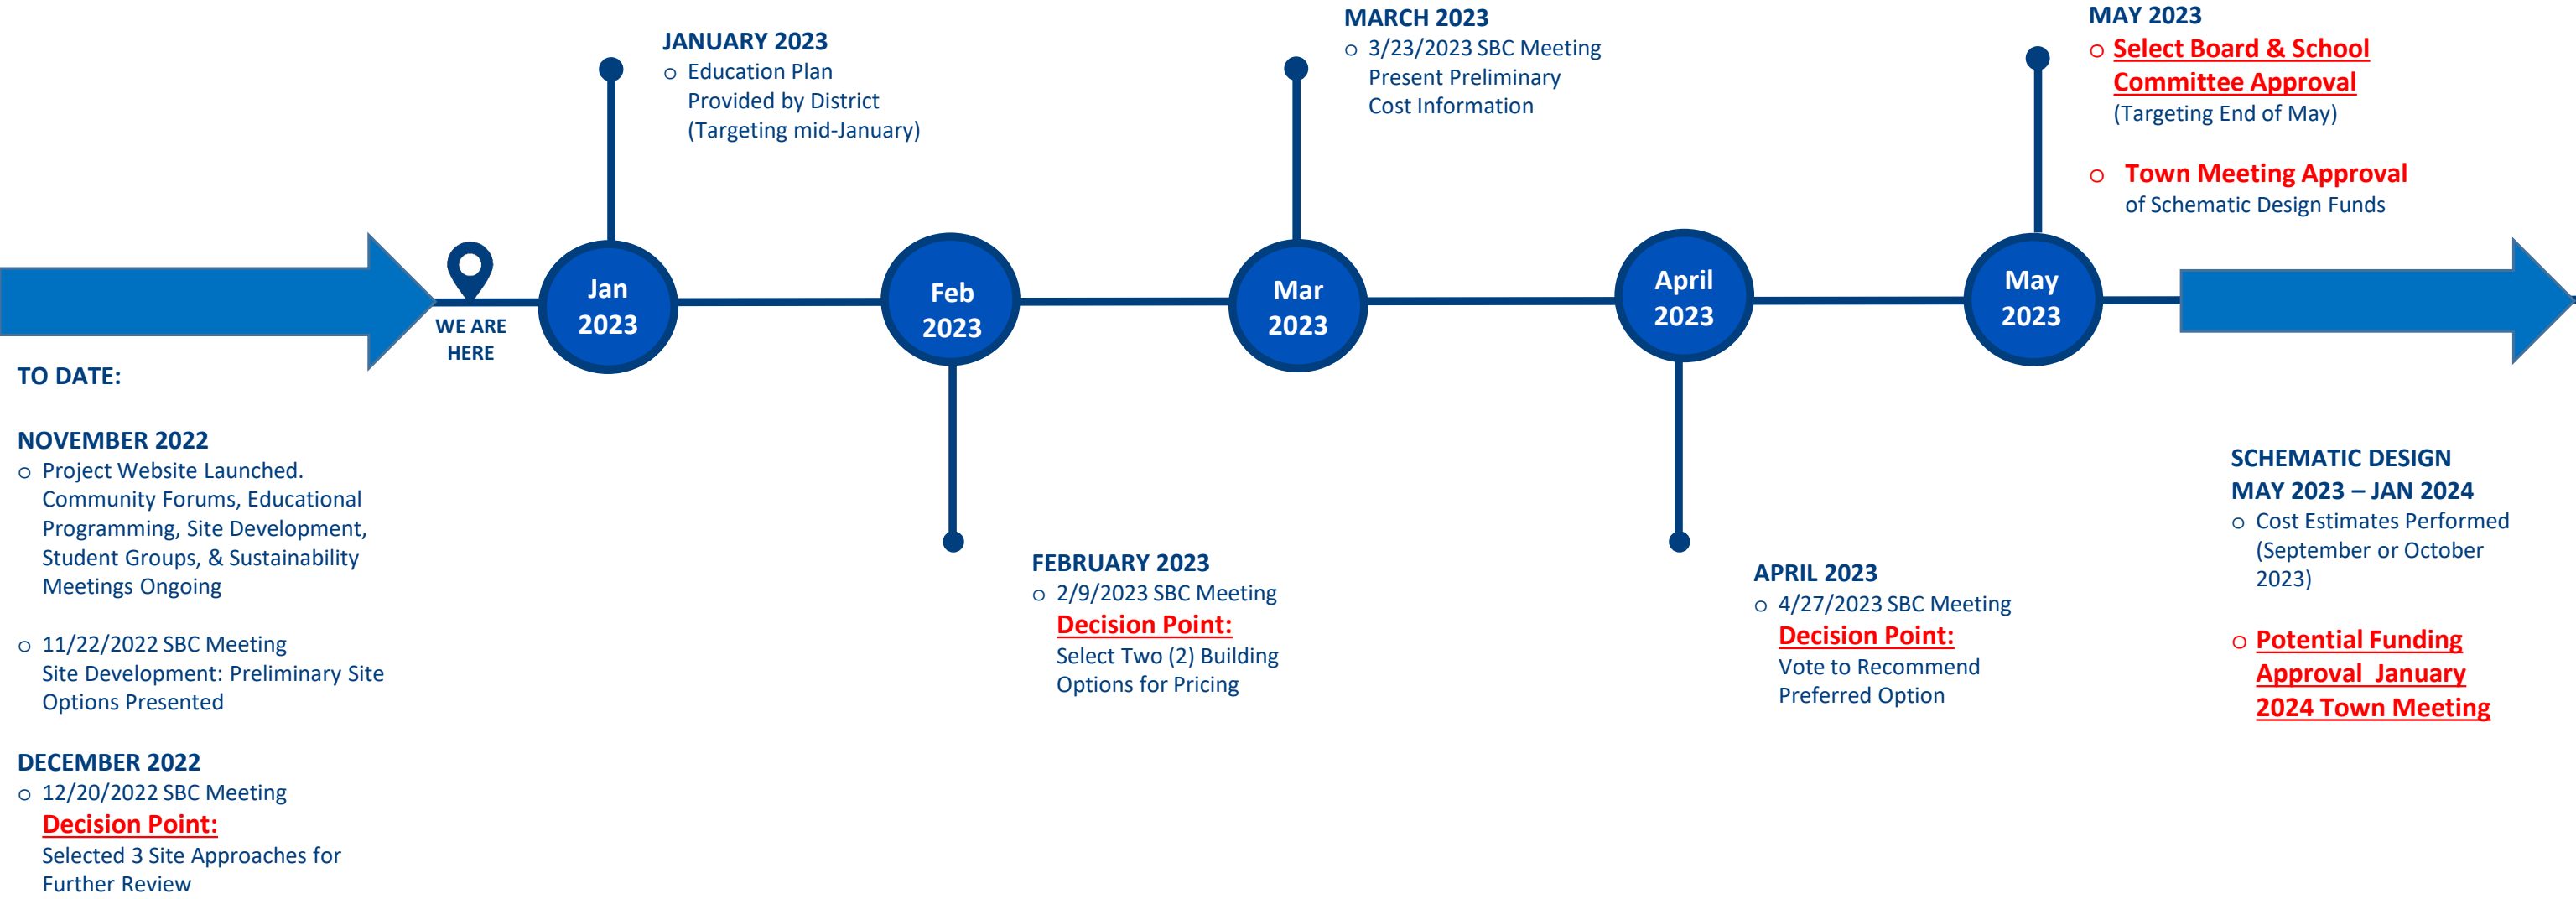 TO DATE:
NOVEMBER 2022
o Project Website Launched.
Community Forums, Educational
Programming, Site Development,
Student Groups, & Sustainability
Meetings Ongoing
o 11/22/2022 SBC Meeting
Site Development: Preliminary Site
Options Presented
DECEMBER 2022
o 12/20/2022 SBC Meeting
Decision Point:
Selected 3 Site Approaches for
Further Review
WE ARE
HERE
Jan
2023
JANUARY 2023
o Education Plan
Provided by District
(Targeting mid-January)
Feb
2023
FEBRUARY 2023
o 2/9/2023 SBC Meeting
Decision Point:
Select Two (2) Building
Options for Pricing
Mar
2023
MARCH 2023
o 3/23/2023 SBC Meeting
Present Preliminary
Cost Information
April
2023
APRIL 2023
o 4/27/2023 SBC Meeting
Decision Point:
Vote to Recommend
Preferred Option
May
2023
MAY 2023
o Select Board & School
Committee Approval
(Targeting End of May)
o Town Meeting Approval
of Schematic Design Funds
SCHEMATIC DESIGN
MAY 2023 – JAN 2024
o Cost Estimates Performed
(September or October
2023)
o Potential Funding
Approval January
2024 Town Meeting